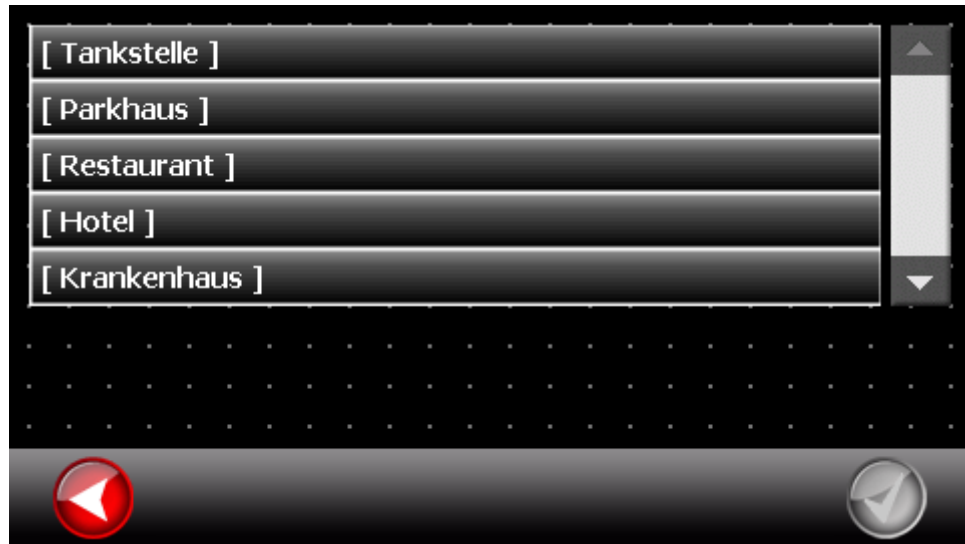 [ Tankstelle ]
[ Parkhaus ]
[ Restaurant ]
[ Hotel ]
[ Krankenhaus ]